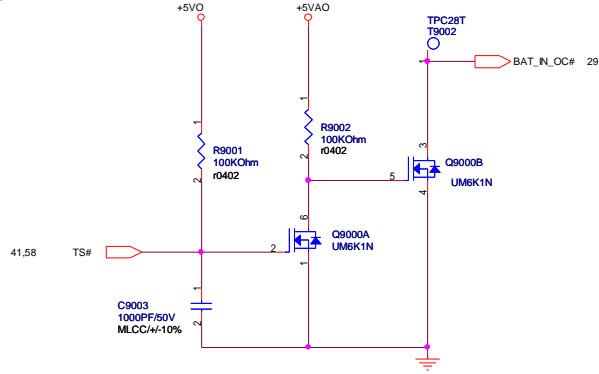 +5VO
+5VAO
TPC28T
T9002
1
BAT_IN_OC# 29
1
1
R9001
100KOhm
r0402
2
R9002
100KOhm
r0402
2
3
Q9000B
5
UM6K1N
4
6
Q9000A
UM6K1N
2
1
41,58 TS#
1
C9003
1000PF/50V
MLCC/+/-10%
2